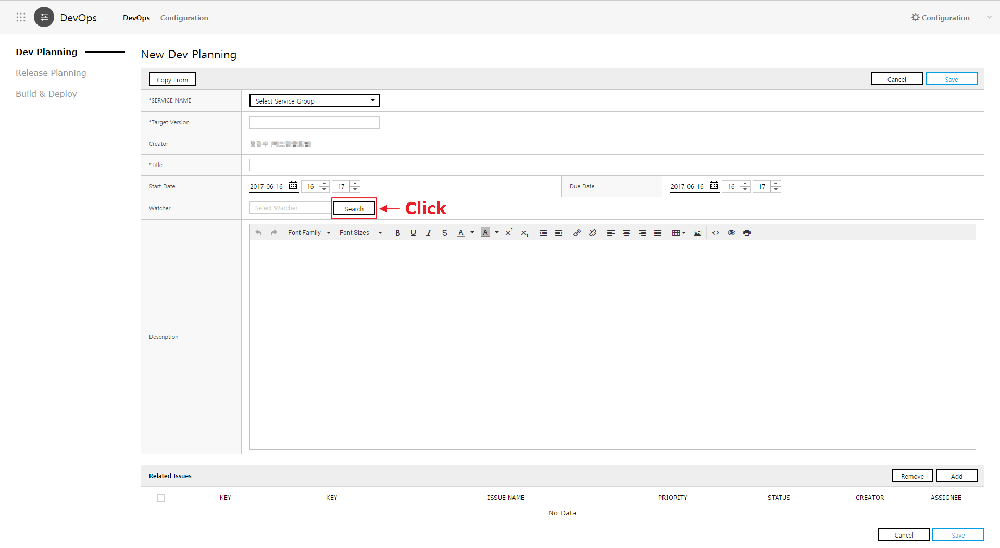 DevOps DevOps Configuration Configuration
Dev Planning
Release Planning
Build & Deploy
New Dev Planning
Copy From Cancel Save
*SERVICE NAME Select Service Group
*Target Version
Creator
*Title
Start Date 2017-06-16 16 17 Due Date 2017-06-16 16 17
Watcher Select Watcher Search Click
Font Family Font Sizes B U I S A A X² X₂
Description
Related Issues Remove Add
KEY KEY ISSUE NAME PRIORITY STATUS CREATOR ASSIGNEE
No Data
Cancel Save